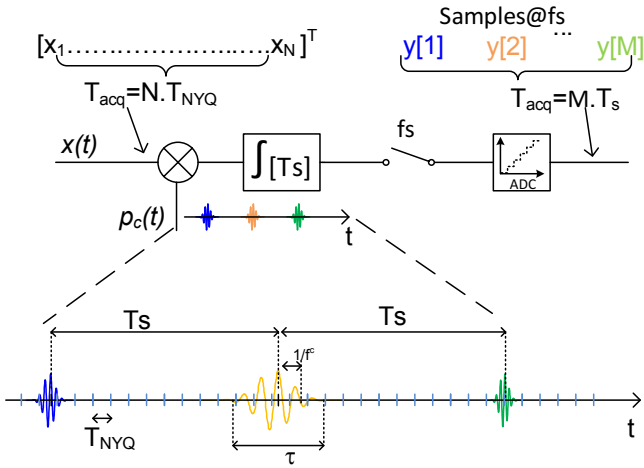 Samples@fs
[x1……………………..….. xN]T
y[1] y[2] ... y[M]
Tacq=N.TNYQ
Tacq=M.Ts
x(t)
fs
∫[Ts]
ADC
pc(t)
t
Ts
Ts
1/fc
TNYQ
τ
t